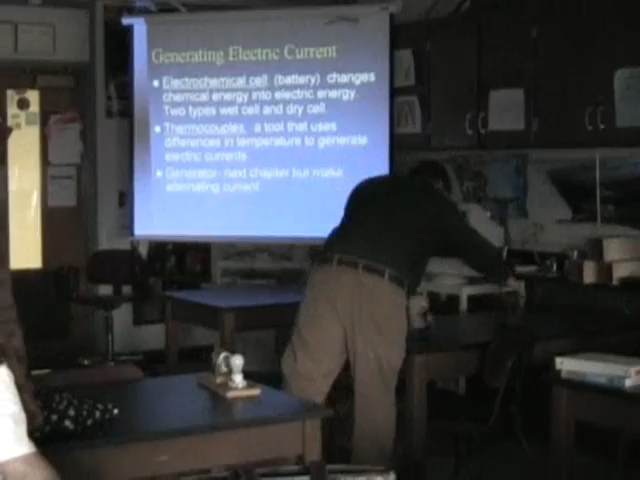 Generating Electric Current
Electrochemical cell: (battery) changes
chemical energy into electric energy.
Two types wet cell and dry cell.
Thermocouples: a tool that uses
differences in temperature to generate
electric currents
Generator- next chapter but make
alternating current